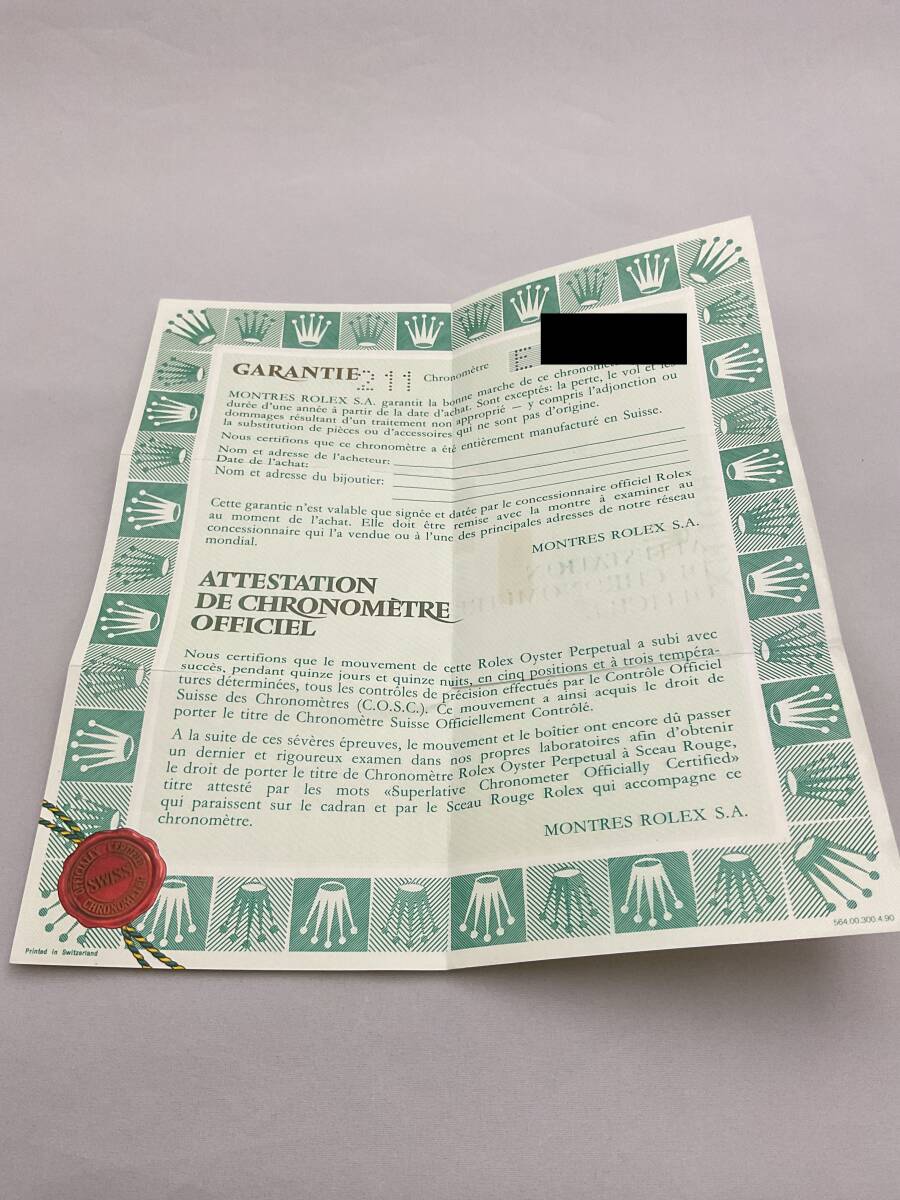 GARANTIE 211 Chronomètre E
MONTRES ROLEX S.A. garantit la bonne marche de ce chronomètre
durée d'une année à partir de la date d'achat. Sont exceptés: la perte, le vol et les
dommages résultant d'un traitement non approprié – y compris l'adjonction ou
la substitution de pièces ou d'accessoires qui ne sont pas d'origine.
Nous certifions que ce chronomètre a été entièrement manufacturé en Suisse.
Nom et adresse de l'acheteur:
Date de l'achat:
Nom et adresse du bijoutier:
Cette garantie n'est valable que signée et datée par le concessionnaire officiel Rolex
au moment de l'achat. Elle doit être remise avec la montre à examiner au
concessionnaire qui l'a vendue ou à l'une des principales adresses de notre réseau
mondial.
MONTRES ROLEX S.A.
ATTESTATION
DE CHRONOMÈTRE
OFFICIEL
Nous certifions que le mouvement de cette Rolex Oyster Perpetual a subi avec
succès, pendant quinze jours et quinze nuits, en cinq positions et à trois tempéra-
tures déterminées, tous les contrôles de précision effectués par le Contrôle Officiel
Suisse des Chronomètres (C.O.S.C.). Ce mouvement a ainsi acquis le droit de
porter le titre de Chronomètre Suisse Officiellement Contrôlé.
A la suite de ces sévères épreuves, le mouvement et le boîtier ont encore dû passer
un dernier et rigoureux examen dans nos propres laboratoires afin d'obtenir
le droit de porter le titre de Chronomètre Rolex Oyster Perpetual à Sceau Rouge,
titre attesté par les mots «Superlative Chronometer Officially Certified»
qui paraissent sur le cadran et par le Sceau Rouge Rolex qui accompagne ce
chronomètre.
MONTRES ROLEX S.A.
OFFICIALLY CERTIFIED
SWISS
CHRONOMETER
Printed in Switzerland
564.00.300.4.90